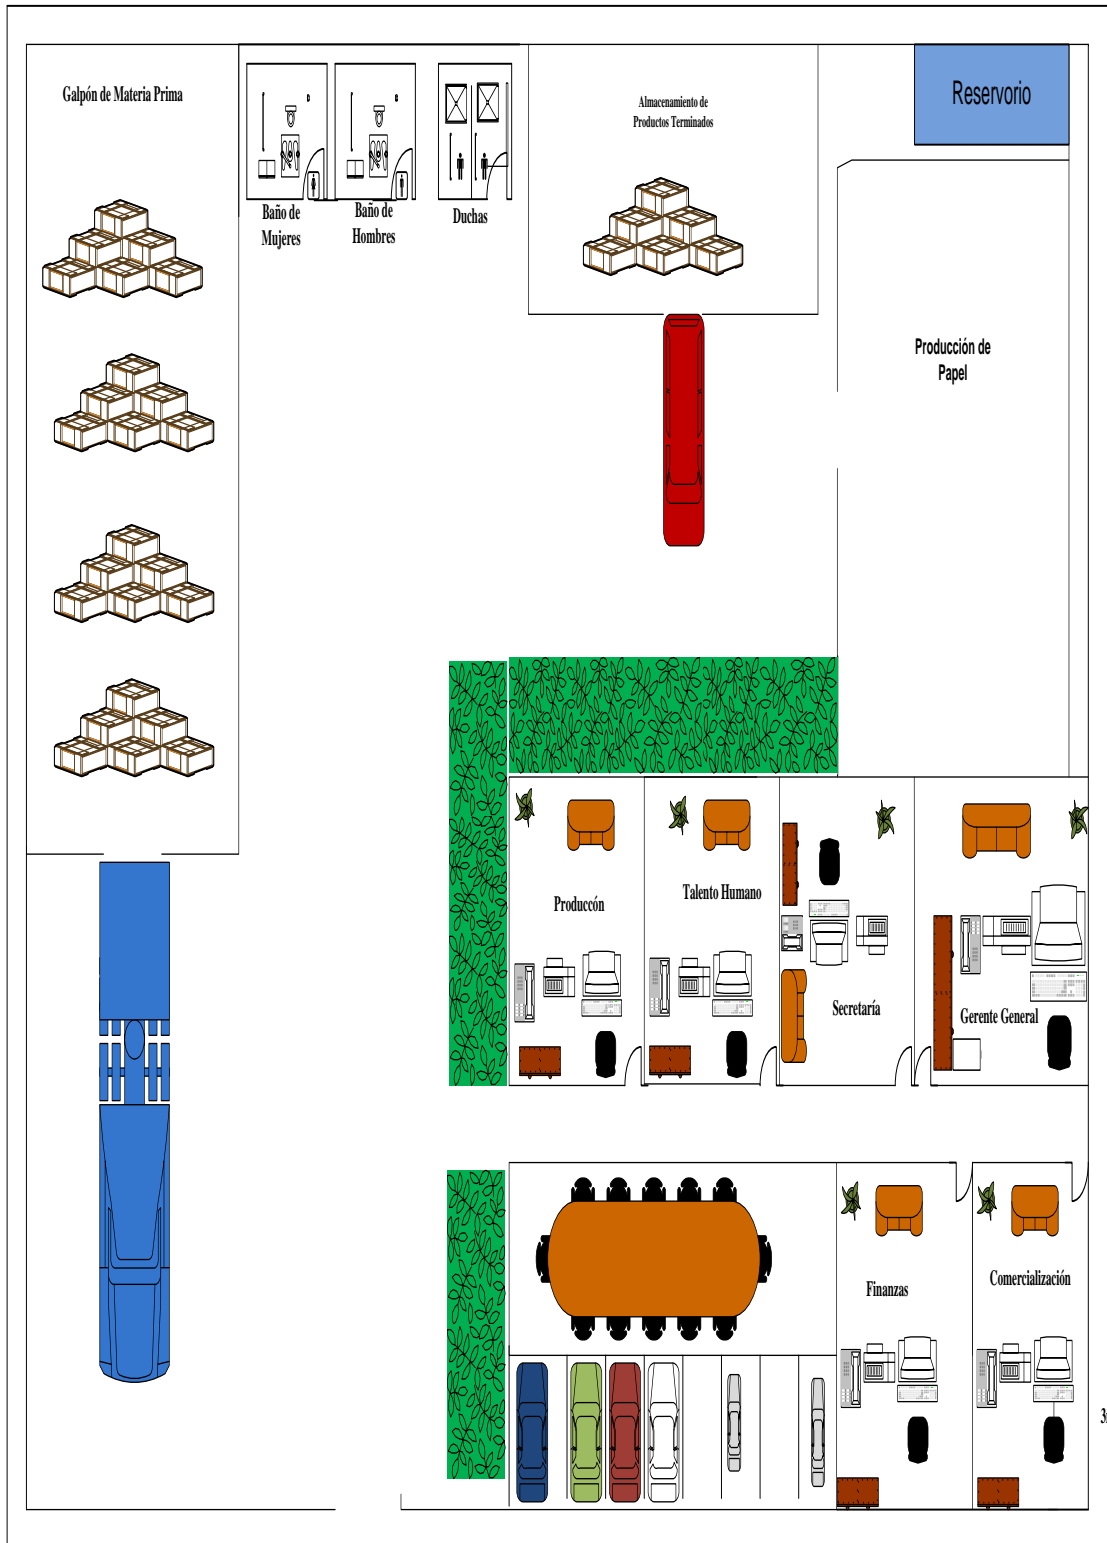 Galpón de Materia Prima
Almacenamiento de
Productos Terminados
Reservorio
Baño de
Mujeres
Baño de
Hombres
Duchas
Producción de
Papel
Produccón
Talento Humano
Secretaría
Gerente General
Finanzas
Comercialización